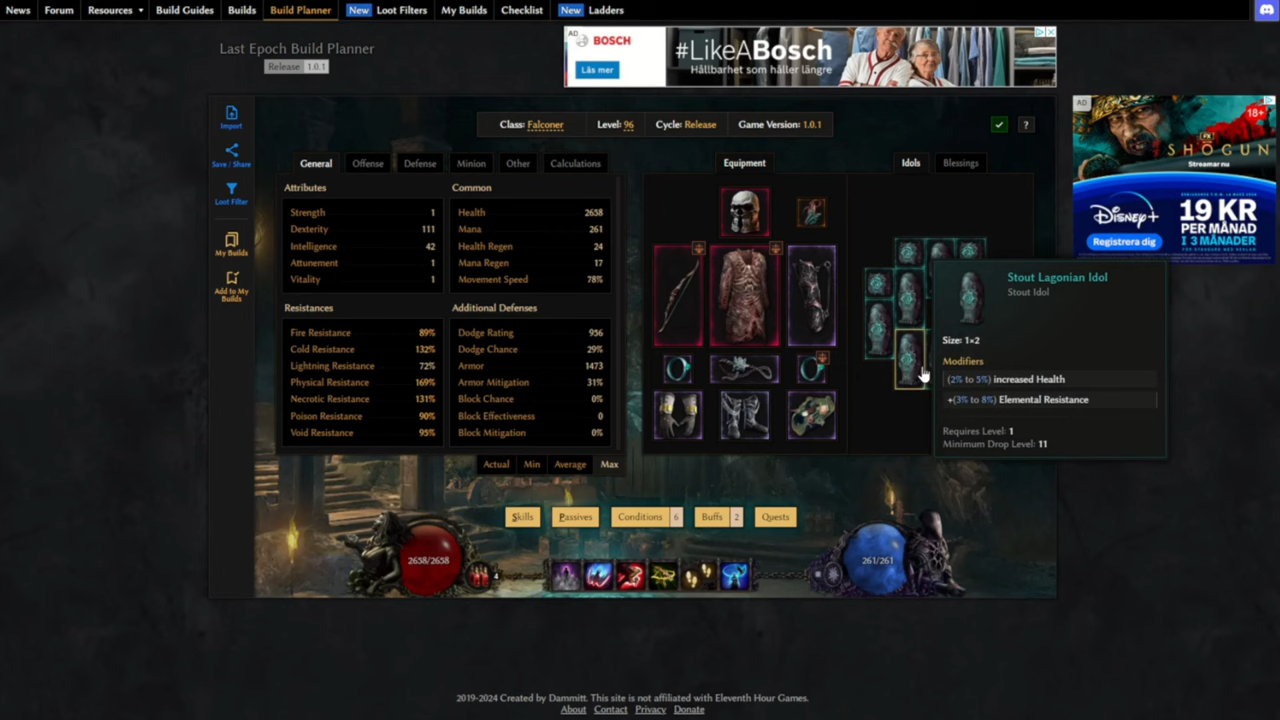 News Forum Resources Build Guides Builds Build Planner New Loot Filters My Builds Checklist New Ladders
Last Epoch Build Planner
Release 1.0.1
AD
BOSCH
Läs mer
#LikeABosch
Hållbarhet som håller längre
AD
18+
FX
SHŌGUN
Streamar nu
Disney+
Registrera dig
19 KR
PER MÅNAD
I 3 MÅNADER
Import
Save / Share
Loot Filter
My Builds
Add to My
Builds
Class: Falconer Level: 96 Cycle: Release Game Version: 1.0.1
?
General Offense Defense Minion Other Calculations
Attributes
Strength 1
Dexterity 111
Intelligence 42
Attunement 1
Vitality 1
Common
Health 2658
Mana 261
Health Regen 24
Mana Regen 17
Movement Speed 78%
Resistances
Fire Resistance 89%
Cold Resistance 132%
Lightning Resistance 72%
Physical Resistance 169%
Necrotic Resistance 131%
Poison Resistance 90%
Void Resistance 95%
Additional Defenses
Dodge Rating 956
Dodge Chance 29%
Armor 1473
Armor Mitigation 31%
Block Chance 0%
Block Effectiveness 0
Block Mitigation 0%
Actual Min Average Max
Equipment
Idols Blessings
Stout Lagonian Idol
Stout Idol
Size: 1×2
Modifiers
(2% to 5%) increased Health
+(3% to 8%) Elemental Resistance
Requires Level: 1
Minimum Drop Level: 11
Skills Passives Conditions 6 Buffs 2 Quests
2658/2658
4
261/261
2019-2024 Created by Dammitt. This site is not affiliated with Eleventh Hour Games.
About Contact Privacy Donate